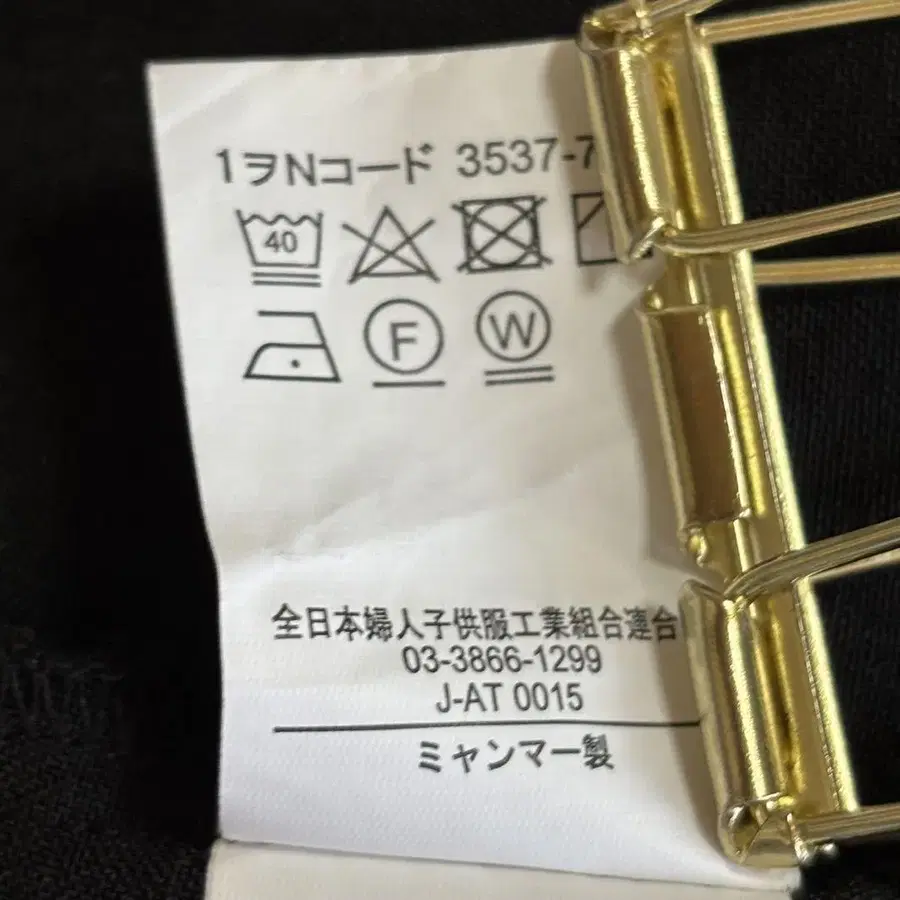 1ヲNコード 3537-7
40
F W
全日本婦人子供服工業組合連合
03-3866-1299
J-AT 0015
ミャンマー製